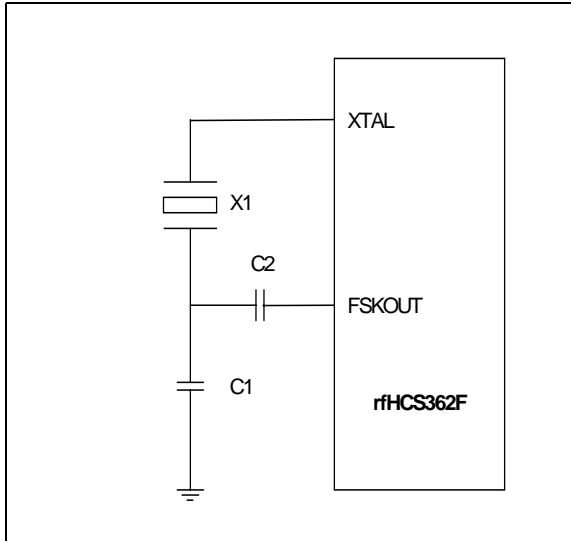 XTAL
X1
C2
FSKOUT
C1
rfHCS362F